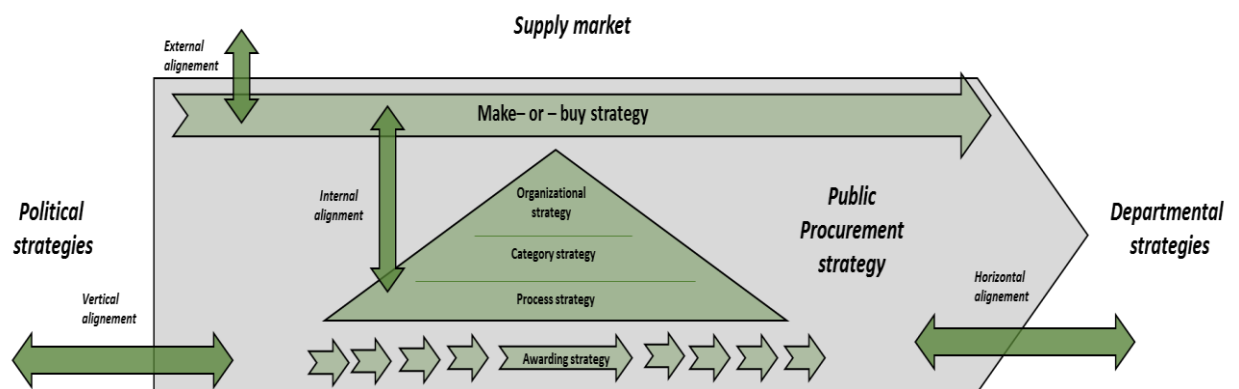 Supply market
External
alignement
Make– or – buy strategy
Internal
alignment
Organizational
strategy
Category strategy
Process strategy
Public
Procurement
strategy
Political
strategies
Departmental
strategies
Vertical
alignement
Horizontal
alignement
Awarding strategy